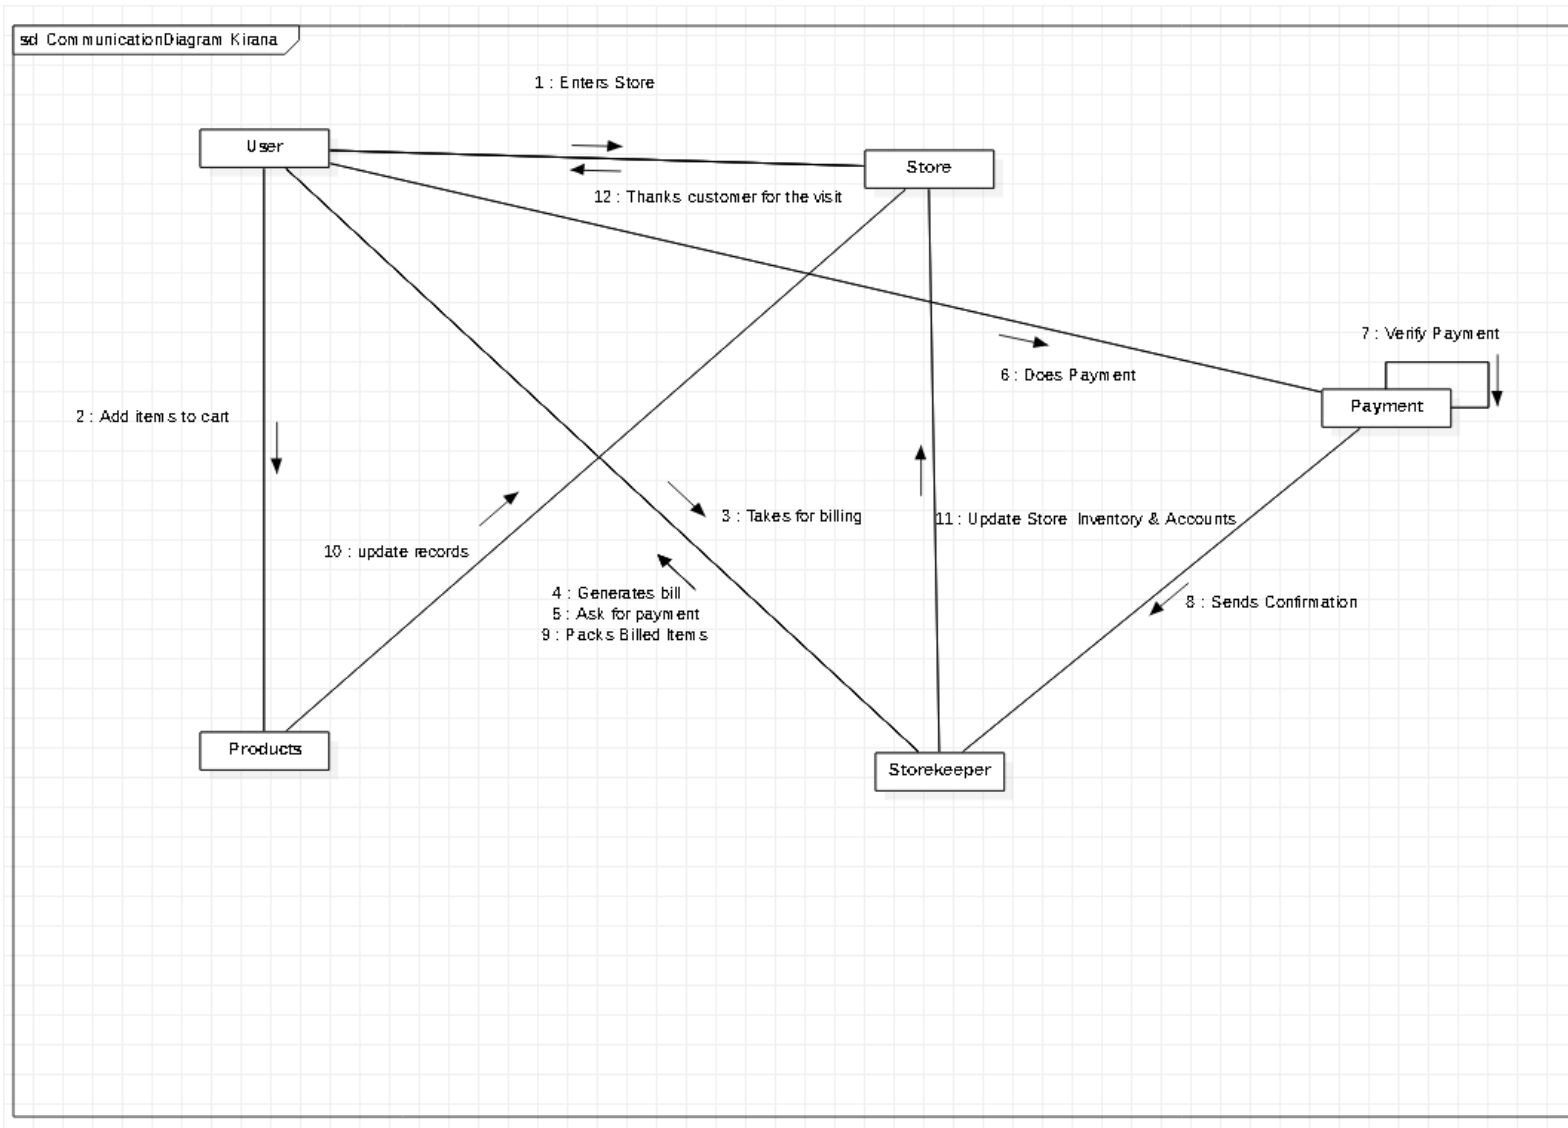 sd CommunicationDiagram Kirana
1 : Enters Store
User
Store
12 : Thanks customer for the visit
7 : Verify Payment
6 : Does Payment
Payment
2 : Add items to cart
3 : Takes for billing
11 : Update Store Inventory & Accounts
10 : update records
4 : Generates bill
5 : Ask for payment
9 : Packs Billed Items
8 : Sends Confirmation
Products
Storekeeper